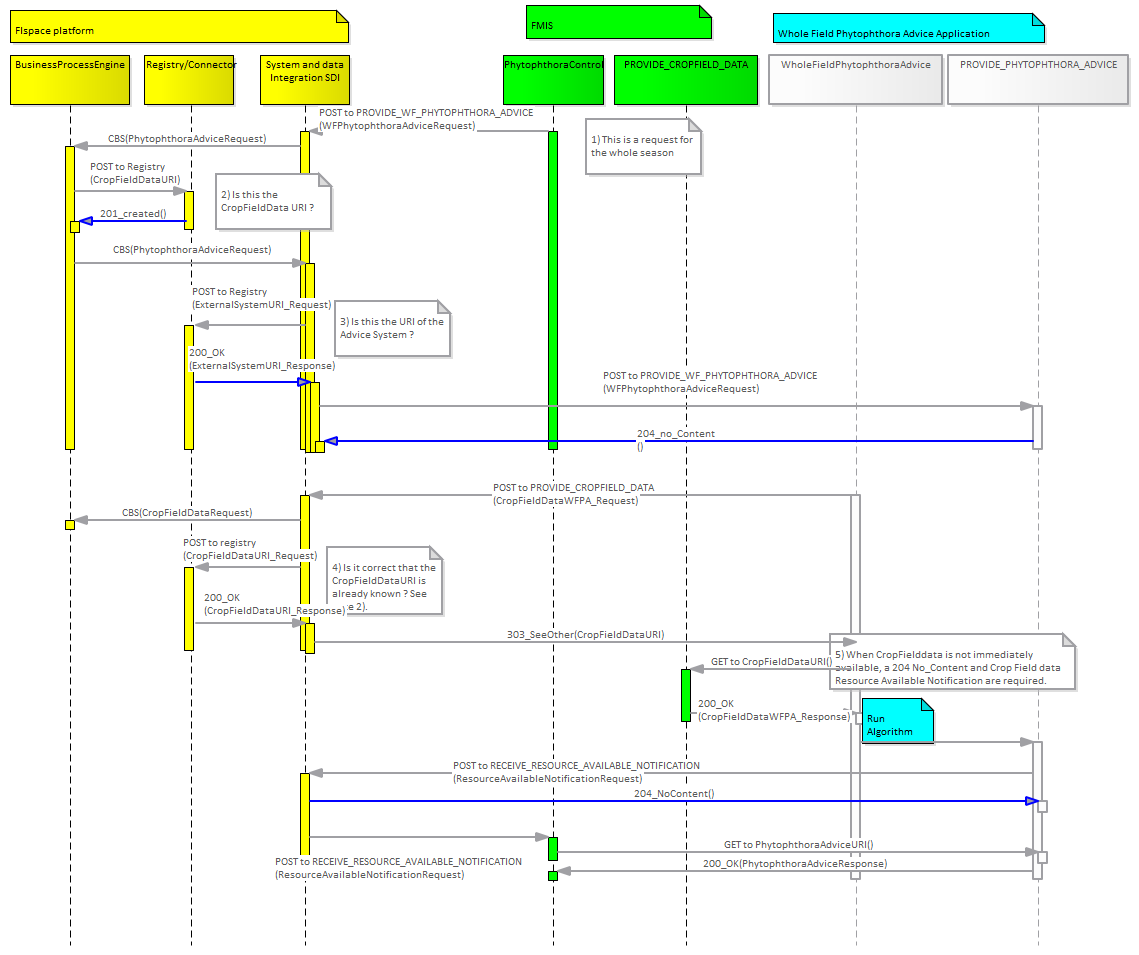 FIspace platform
FMIS
Whole Field Phytophthora Advice Application
BusinessProcessEngine
Registry/Connector
System and data
Integration SDI
PhytophthoraControl
PROVIDE_CROPFIELD_DATA
WholeFieldPhytophthoraAdvice
PROVIDE_PHYTOPHTHORA_ADVICE
POST to PROVIDE_WF_PHYTOPHTHORA_ADVICE
(WFPhytophthoraAdviceRequest)
CBS(PhytophthoraAdviceRequest)
1) This is a request for
the whole season
POST to Registry
(CropFieldDataURI)
2) Is this the
CropFieldData URI ?
201_created()
CBS(PhytophthoraAdviceRequest)
POST to Registry
(ExternalSystemURI_Request)
3) Is this the URI of the
Advice System ?
200_OK
(ExternalSystemURI_Response)
POST to PROVIDE_WF_PHYTOPHTHORA_ADVICE
(WFPhytophthoraAdviceRequest)
204_no_Content
()
POST to PROVIDE_CROPFIELD_DATA
(CropFieldDataWFPA_Request)
CBS(CropFieldDataRequest)
POST to registry
(CropFieldDataURI_Request)
4) Is it correct that the
CropFieldDataURI is
already known ? See
2).
200_OK
(CropFieldDataURI_Response)
303_SeeOther(CropFieldDataURI)
5) When CropFielddata is not immediately
available, a 204 No_Content and Crop Field data
Resource Available Notification are required.
GET to CropFieldDataURI()
200_OK
(CropFieldDataWFPA_Response)
Run
Algorithm
POST to RECEIVE_RESOURCE_AVAILABLE_NOTIFICATION
(ResourceAvailableNotificationRequest)
204_NoContent()
GET to PhytophthoraAdviceURI()
POST to RECEIVE_RESOURCE_AVAILABLE_NOTIFICATION
(ResourceAvailableNotificationRequest)
200_OK(PhytophthoraAdviceResponse)